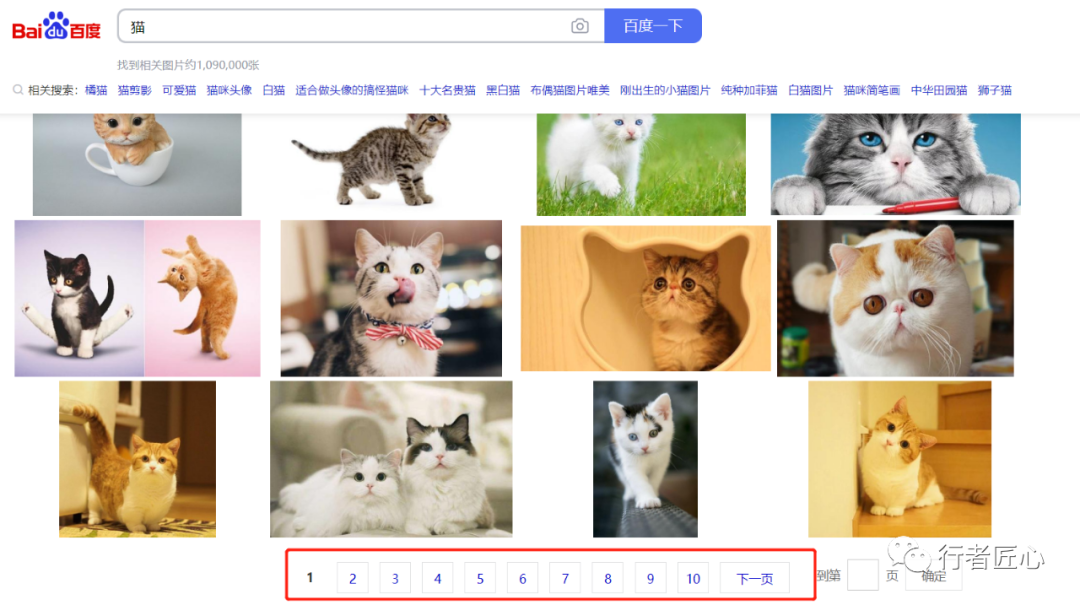 Bai du 百度
猫
百度一下
找到相关图片约1,090,000张
相关搜索: 橘猫 猫剪影 可爱猫 猫咪头像 白猫 适合做头像的搞怪猫咪 十大名贵猫 黑白猫 布偶猫图片唯美 刚出生的小猫图片 纯种加菲猫 白猫图片 猫咪简笔画 中华田园猫 狮子猫
1 2 3 4 5 6 7 8 9 10 下一页 到第 页 确定
行者匠心